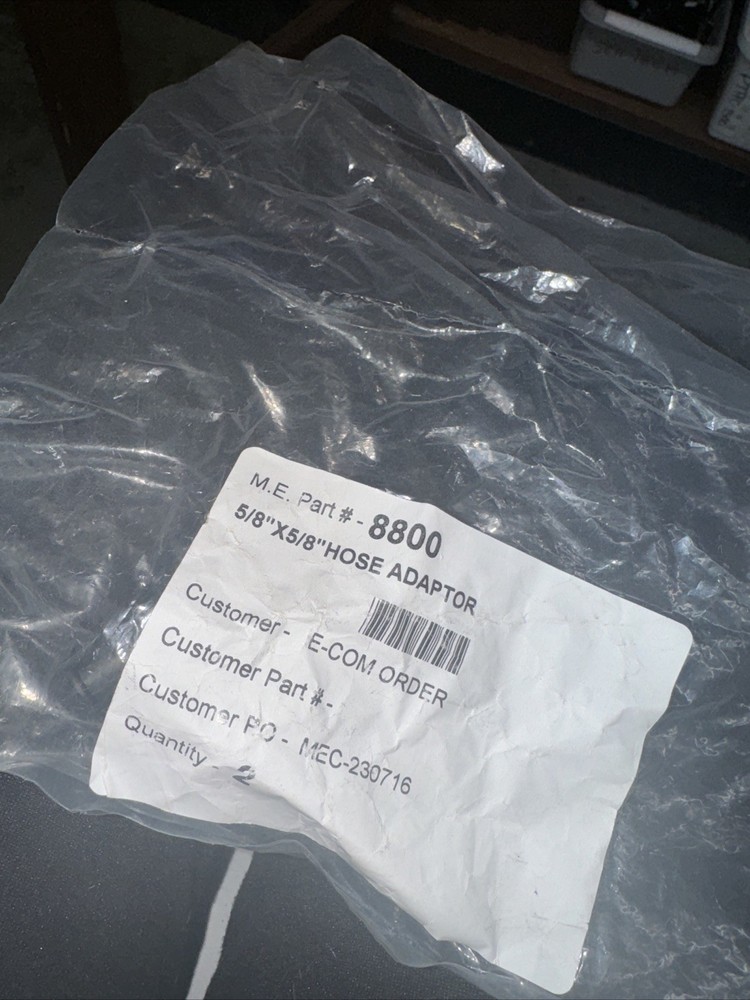 M.E. Part # - 8800
5/8"X5/8"HOSE ADAPTOR
Customer - E-COM ORDER
Customer Part #-
Customer PO - MEC-230716
Quantity - 2